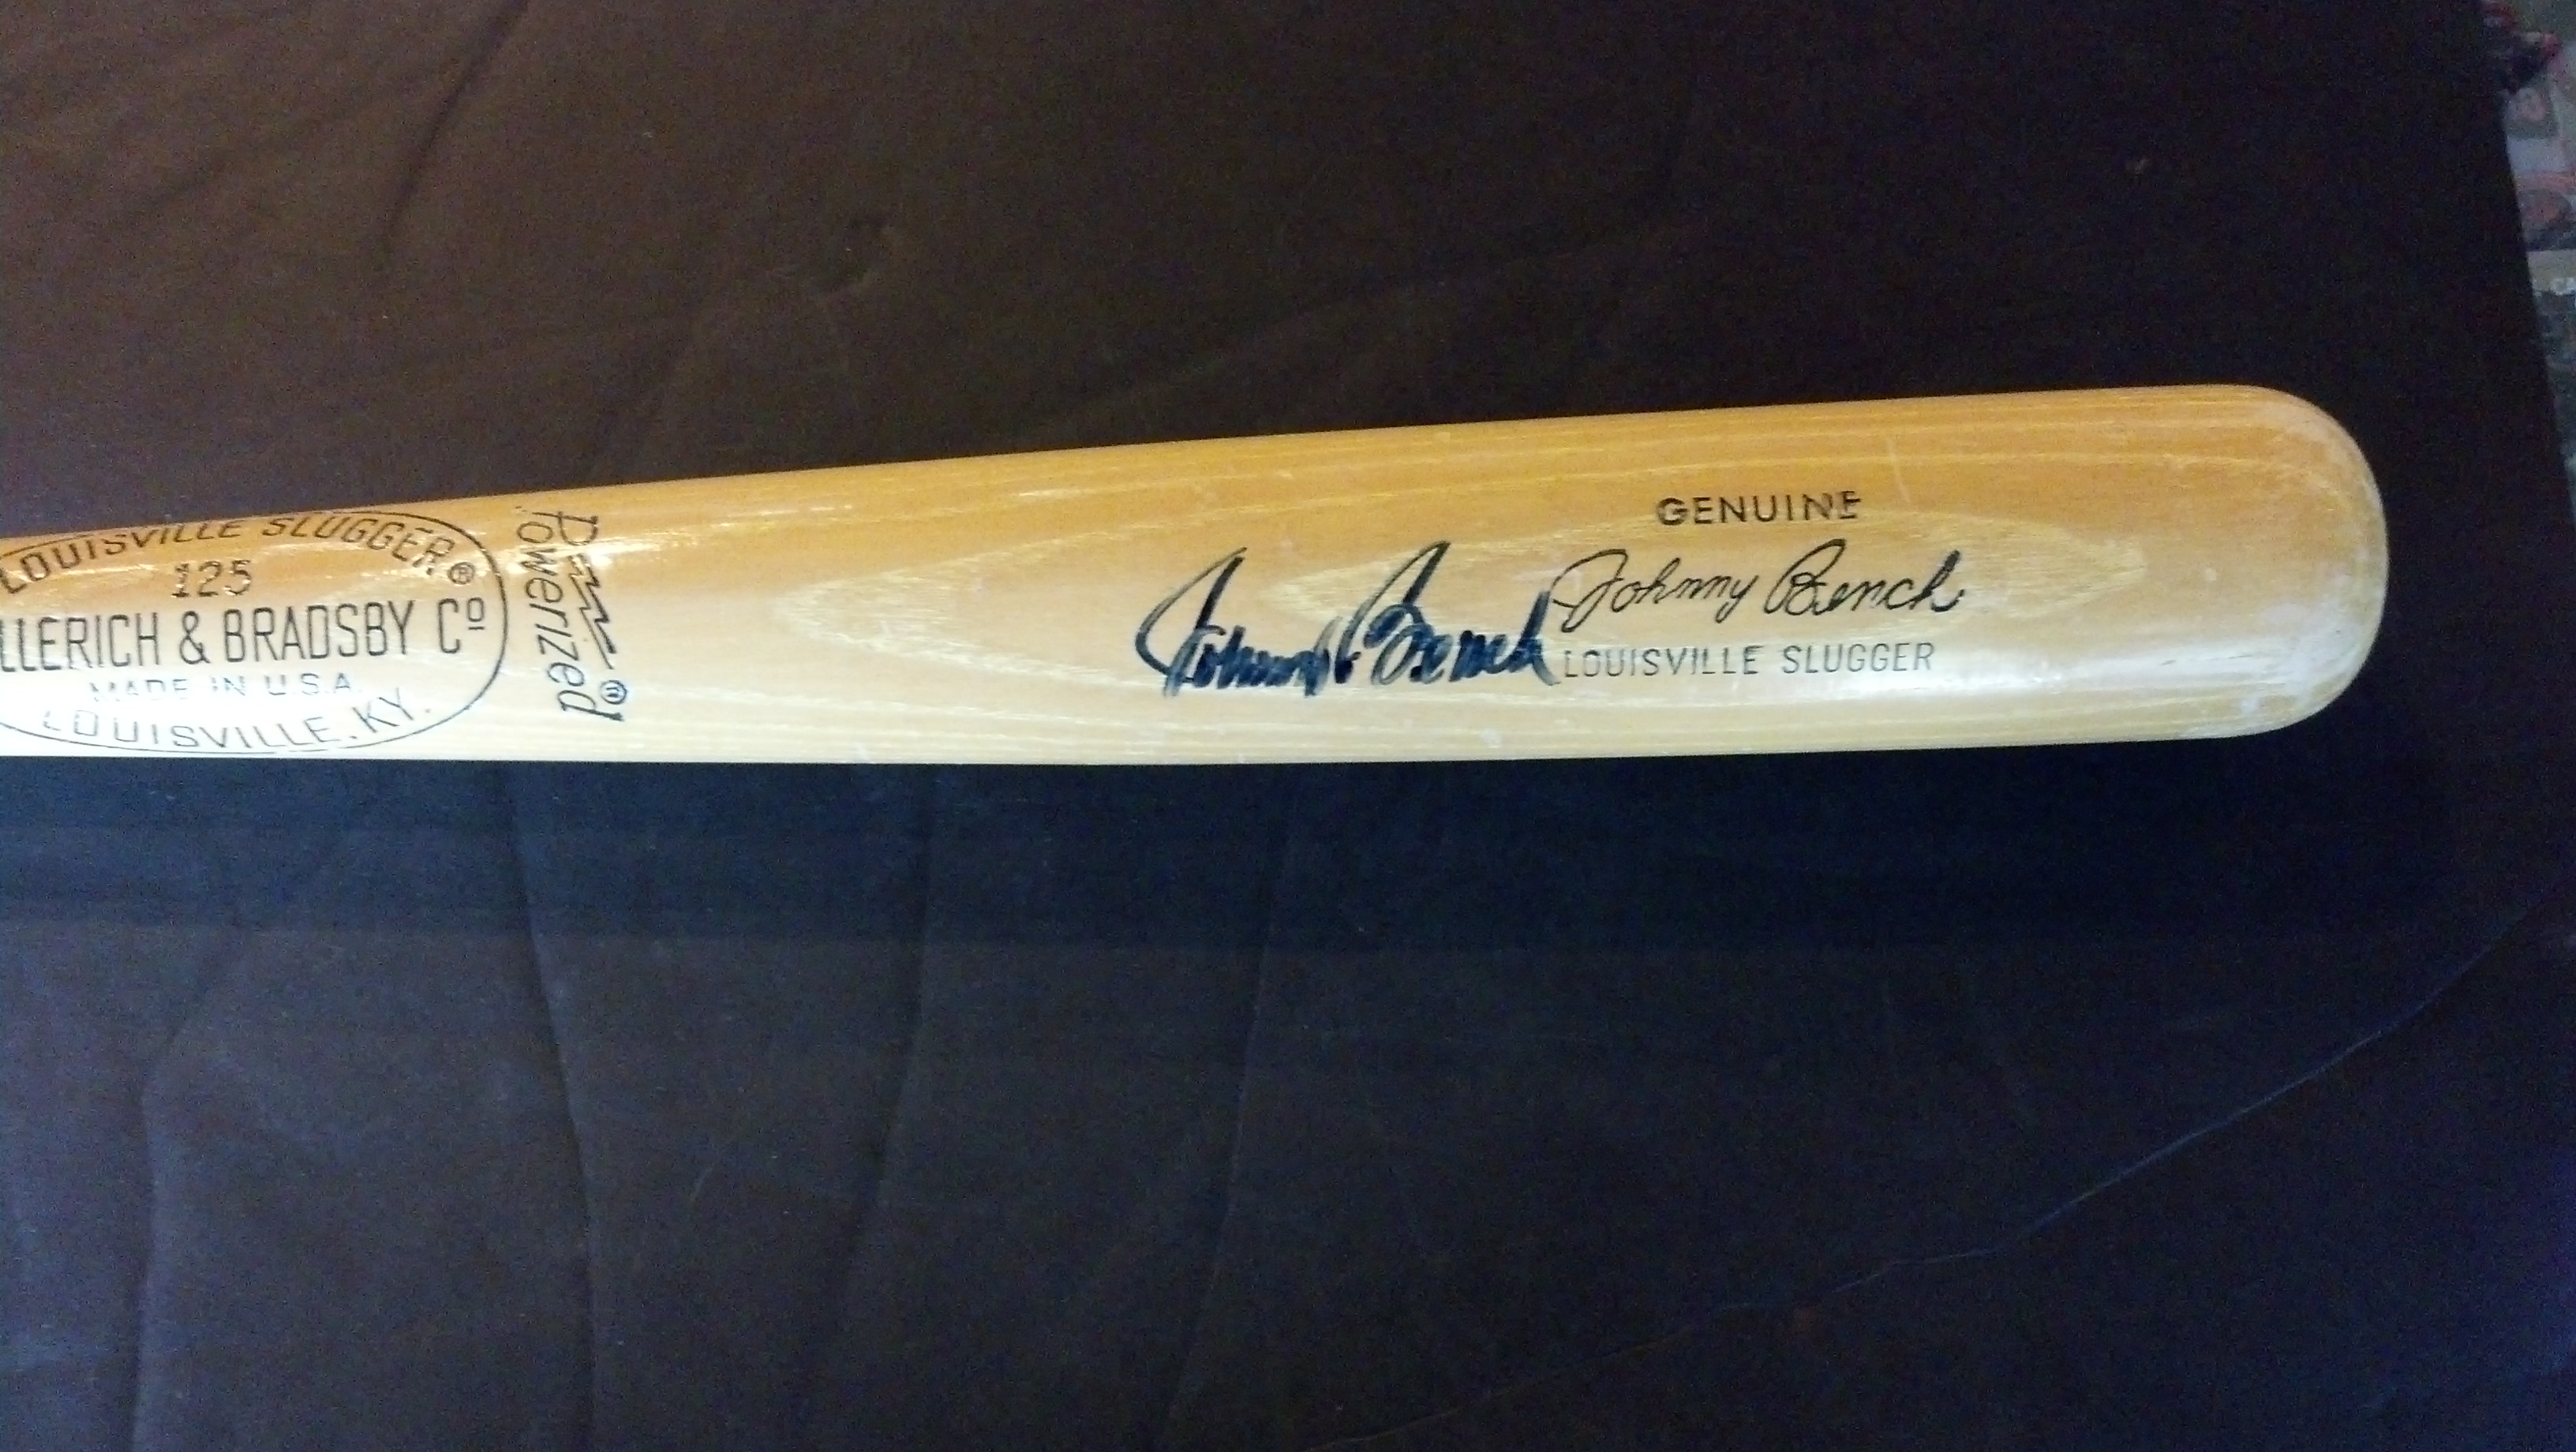 LOUISVILLE SLUGGER®
125
LLERICH & BRADSBY Cº
MADE IN U.S.A.
LOUISVILLE, KY.
Powerized®
GENUINE
Johnny Bench
Johnny Bench
LOUISVILLE SLUGGER